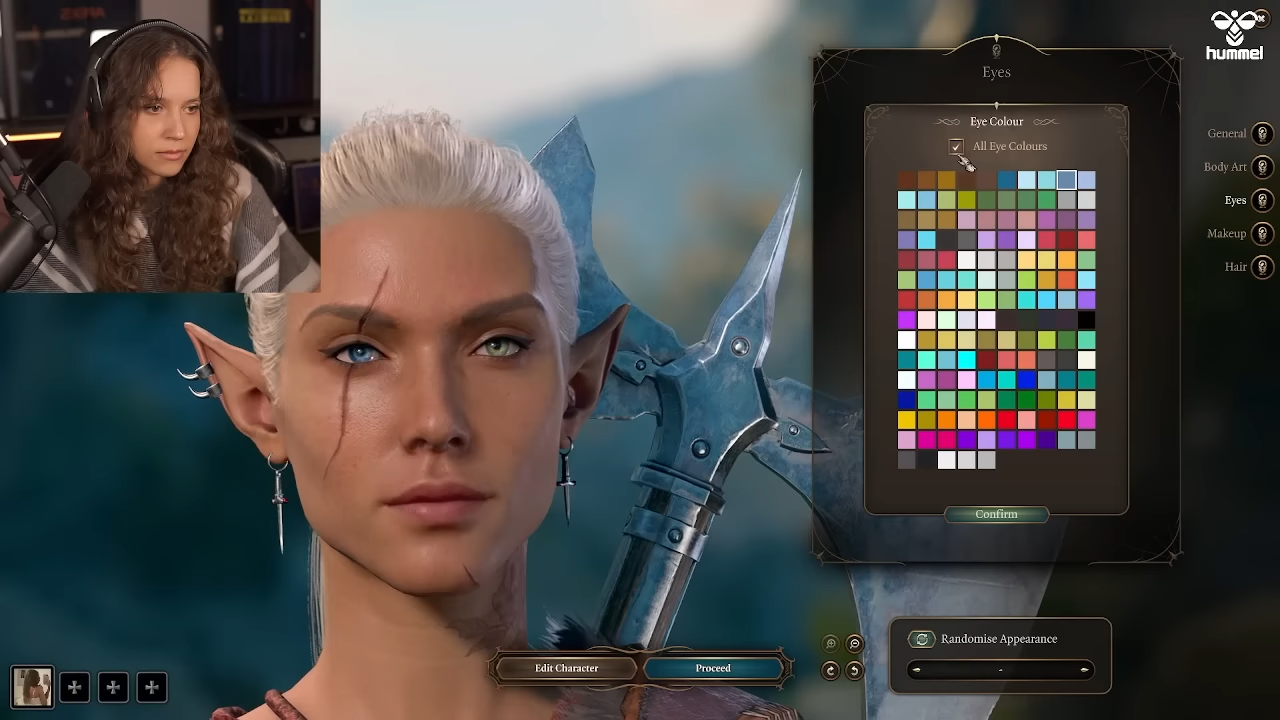 hummel
Eyes
Eye Colour
All Eye Colours
General
Body Art
Eyes
Makeup
Hair
Confirm
Randomise Appearance
Edit Character
Proceed